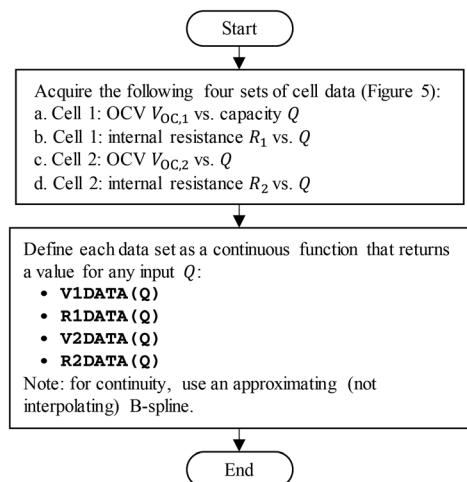 Start
Acquire the following four sets of cell data (Figure 5):
a. Cell 1: OCV V_OC,1 vs. capacity Q
b. Cell 1: internal resistance R_1 vs. Q
c. Cell 2: OCV V_OC,2 vs. Q
d. Cell 2: internal resistance R_2 vs. Q
Define each data set as a continuous function that returns
a value for any input Q:
• V1DATA(Q)
• R1DATA(Q)
• V2DATA(Q)
• R2DATA(Q)
Note: for continuity, use an approximating (not
interpolating) B-spline.
End